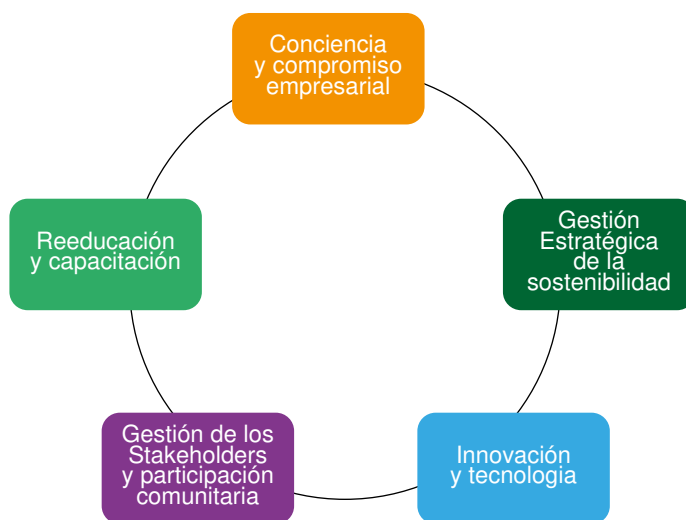 Conciencia
y compromiso
empresarial
Gestión
Estratégica
de la
sostenibilidad
Innovación
y tecnologia
Gestión de los
Stakeholders
y participación
comunitaria
Reeducación
y capacitación